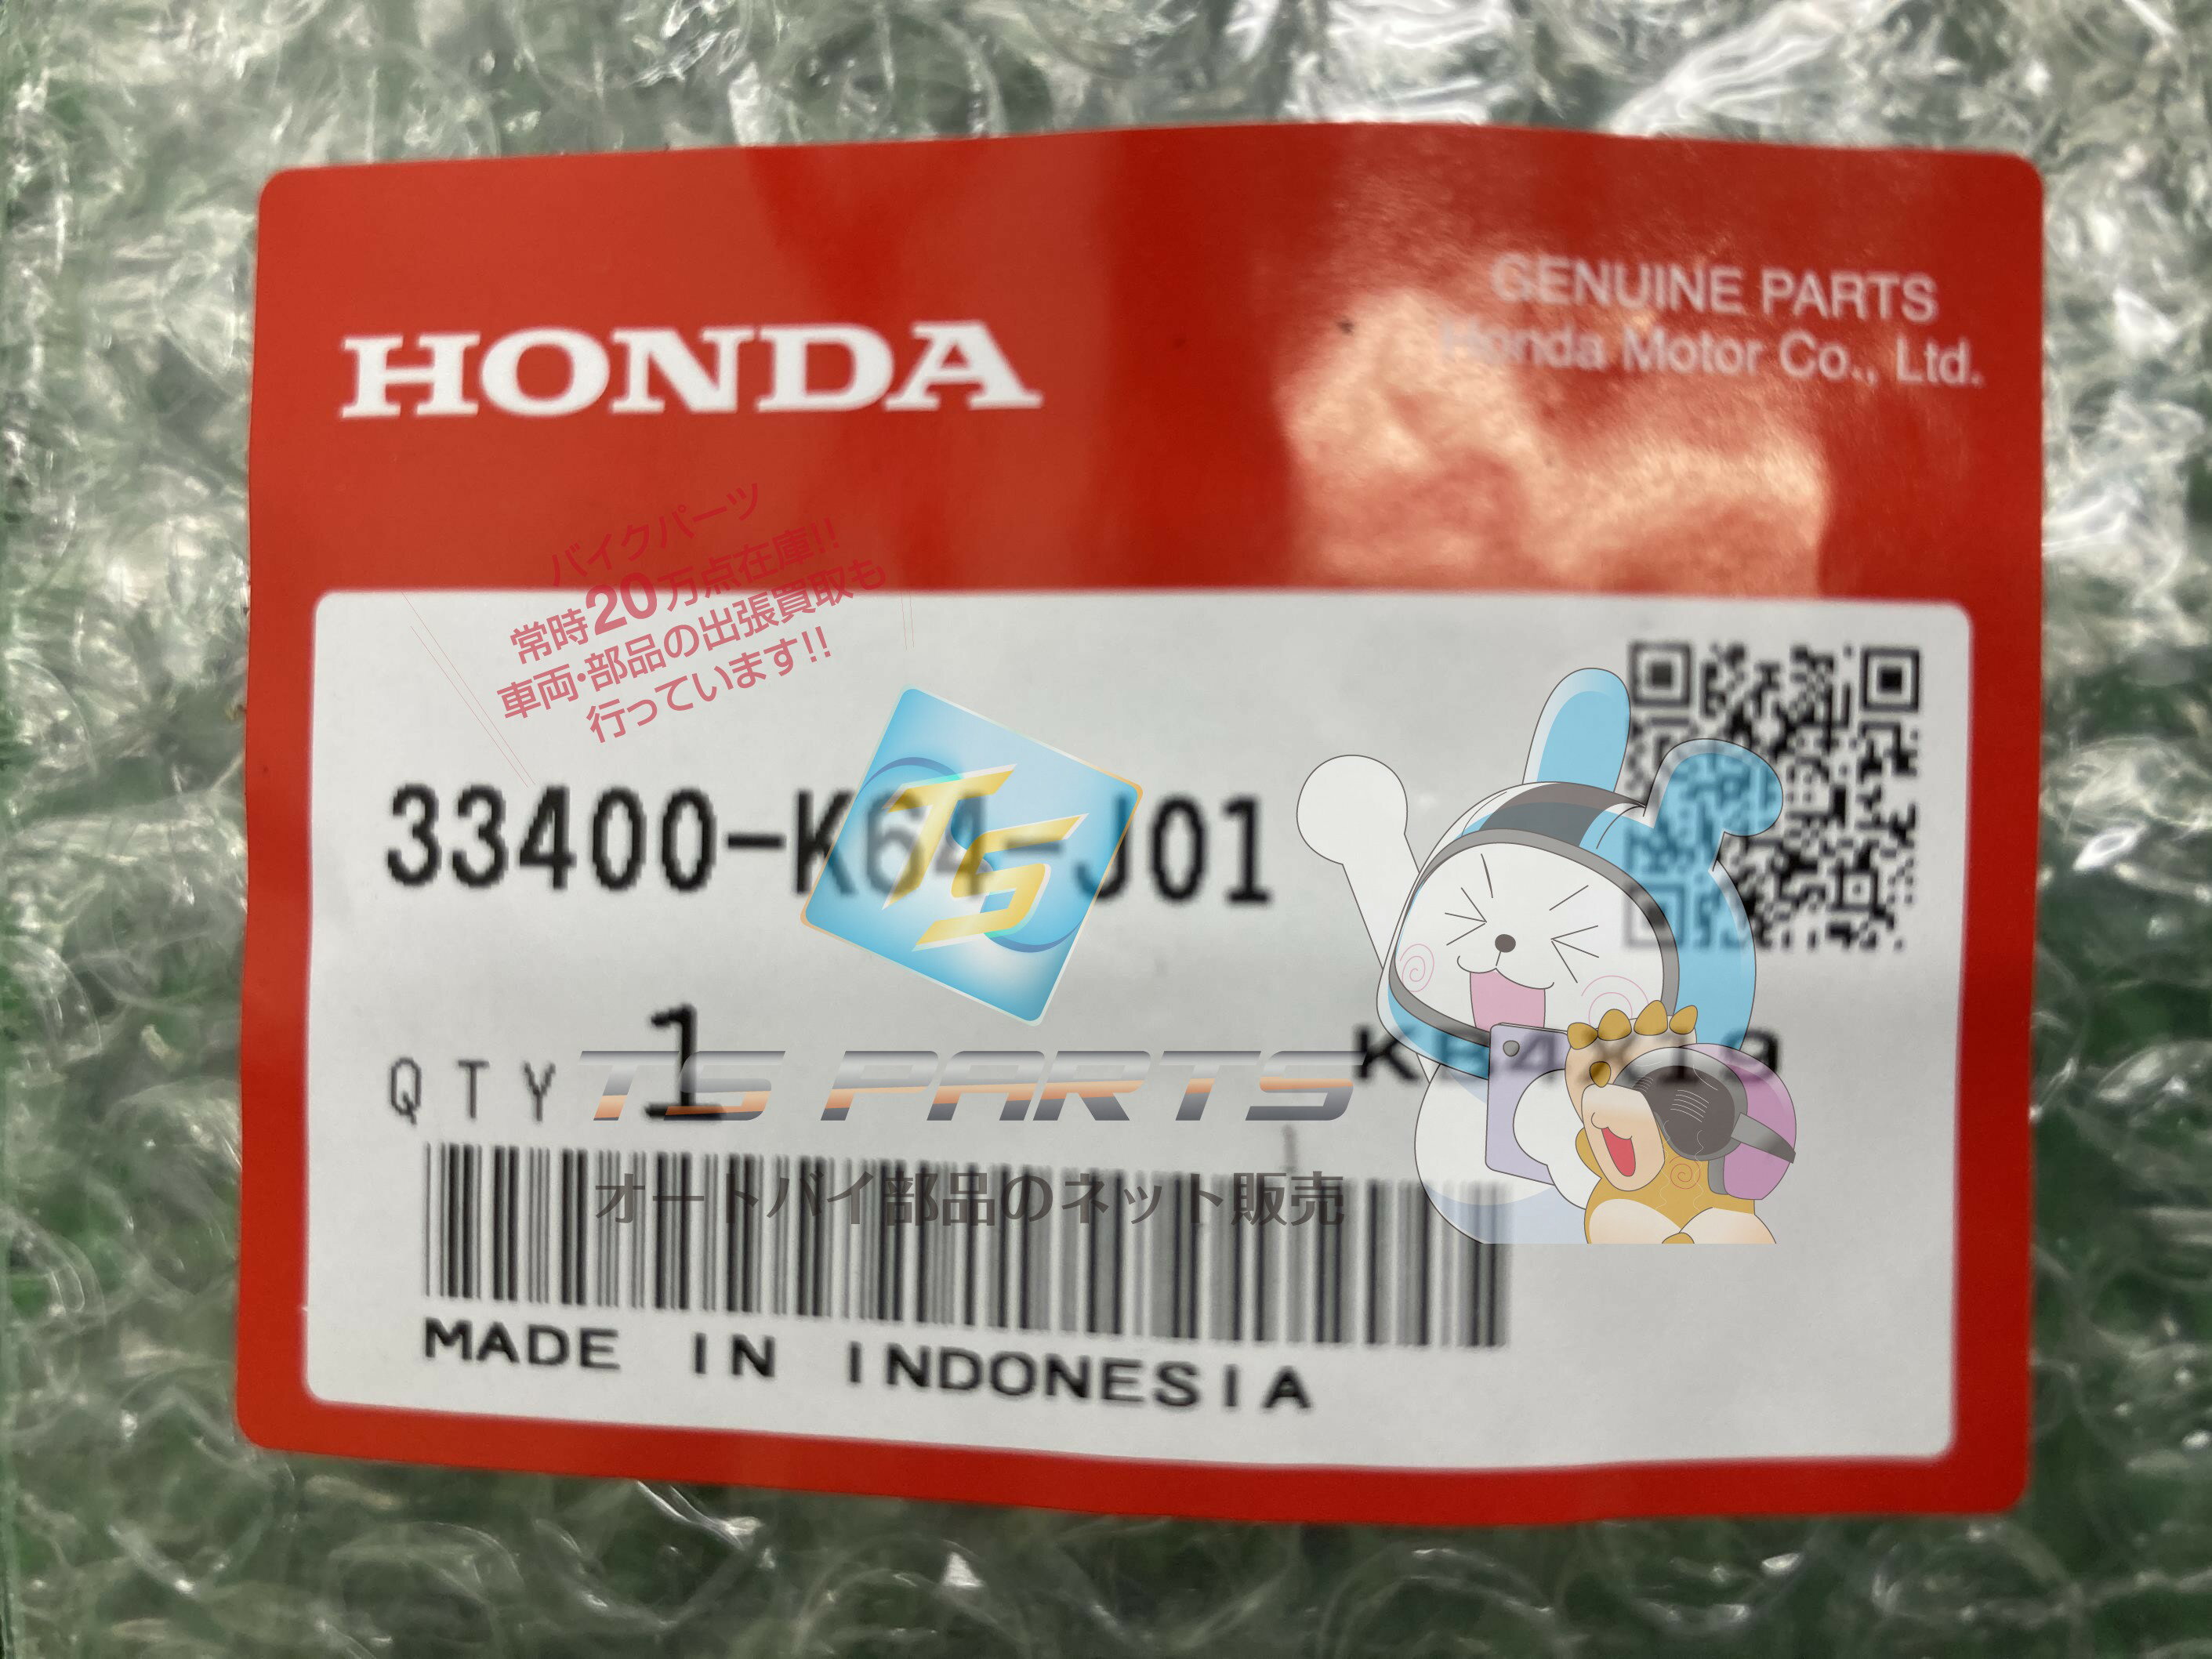 HONDA
GENUINE PARTS
Honda Motor Co., Ltd.
バイクパーツ
常時20万点在庫!!
車両・部品の出張買取も
行っています!!
33400-K64-J01
TS
QTY 1
TS PARTS
オートバイ部品のネット販売
MADE IN INDONESIA